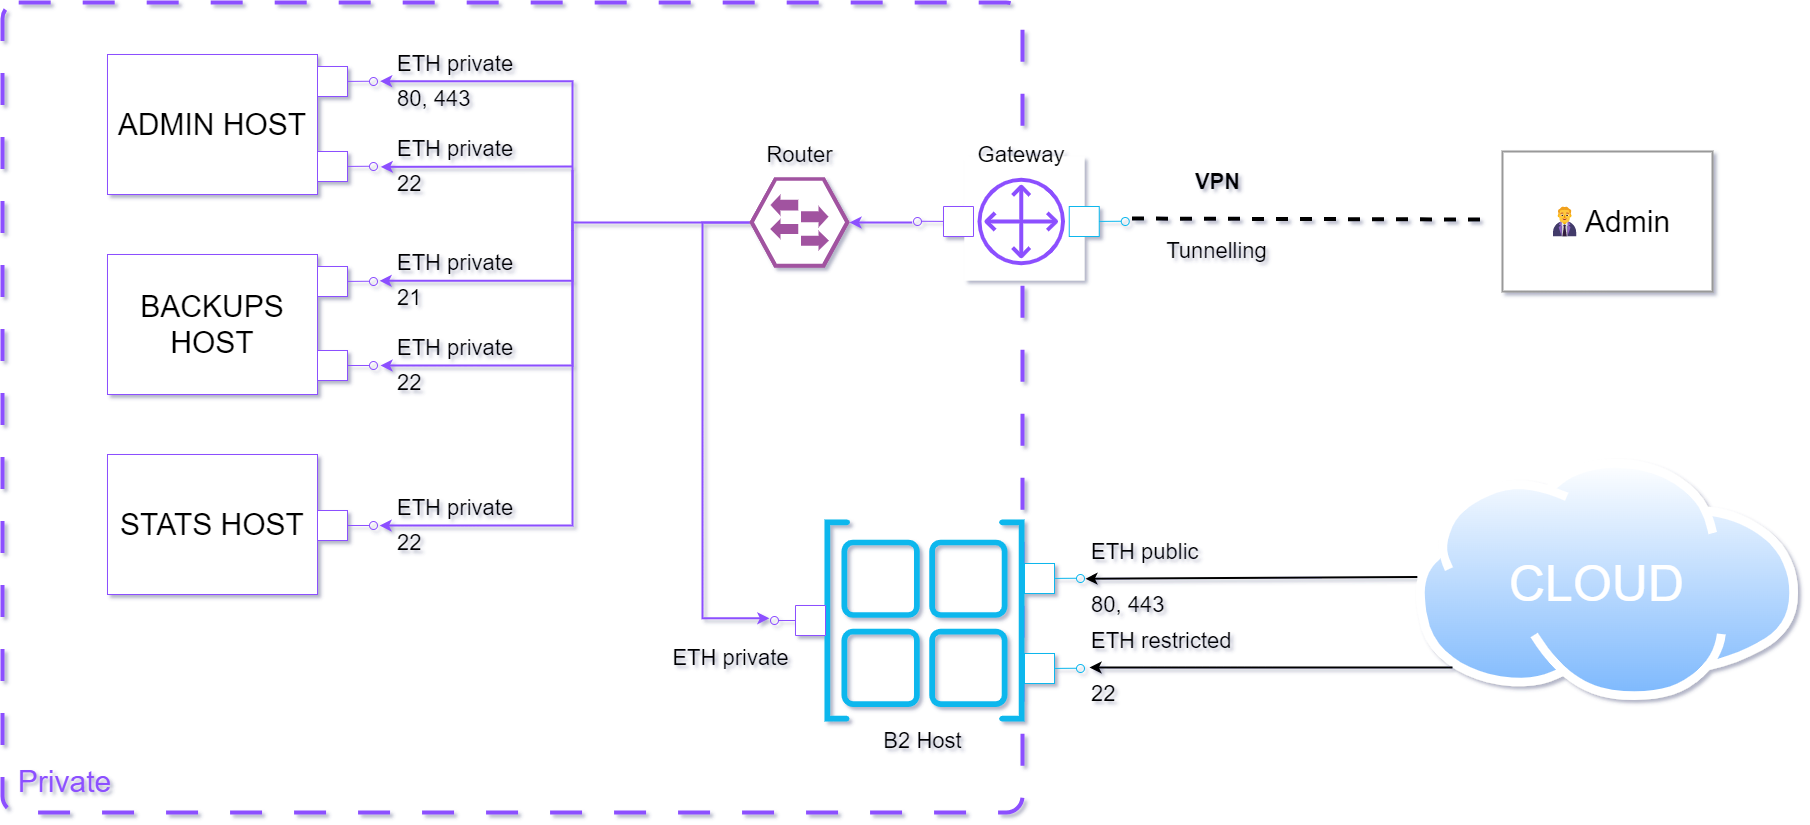 ADMIN HOST
ETH private
80, 443
ETH private
22
BACKUPS
HOST
ETH private
21
ETH private
22
STATS HOST
ETH private
22
Router
Gateway
VPN
Tunnelling
Admin
ETH private
B2 Host
ETH public
80, 443
ETH restricted
22
CLOUD
Private